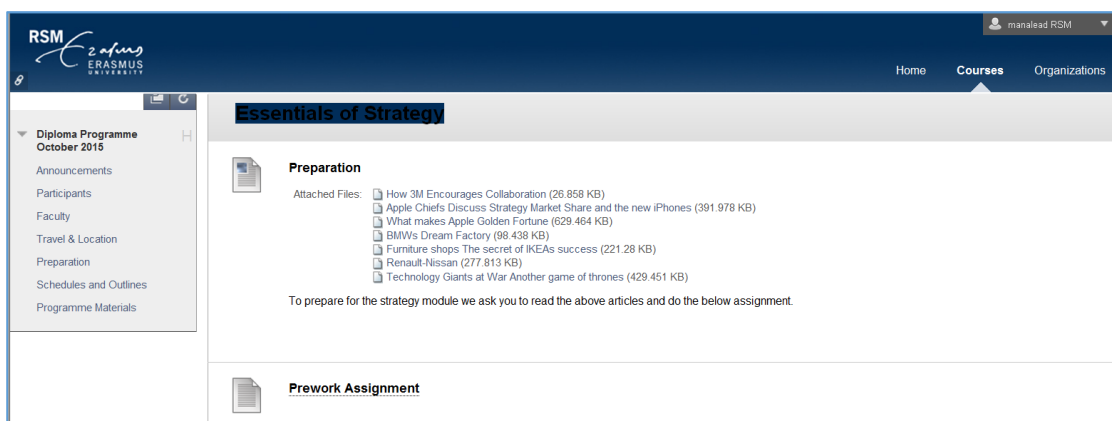 manalead RSM
RSM
Erasmus
ERASMUS
UNIVERSITY
Home Courses Organizations
Essentials of Strategy
Diploma Programme
October 2015
Announcements
Participants
Faculty
Travel & Location
Preparation
Schedules and Outlines
Programme Materials
Preparation
Attached Files: How 3M Encourages Collaboration (26.858 KB)
Apple Chiefs Discuss Strategy Market Share and the new iPhones (391.978 KB)
What makes Apple Golden Fortune (629.464 KB)
BMWs Dream Factory (98.438 KB)
Furniture shops The secret of IKEAs success (221.28 KB)
Renault-Nissan (277.813 KB)
Technology Giants at War Another game of thrones (429.451 KB)
To prepare for the strategy module we ask you to read the above articles and do the below assignment.
Prework Assignment